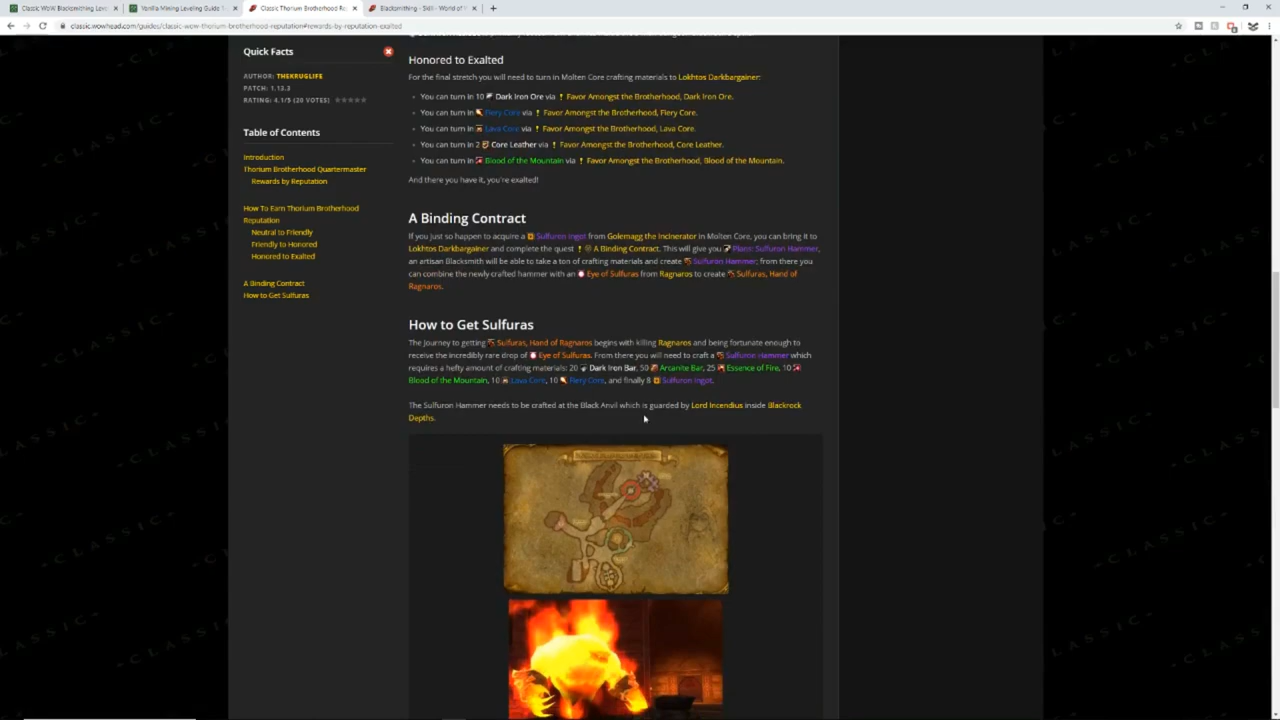 Classic WoW Blacksmithing Leve
Vanilla Mining Leveling Guide 1
Classic Thorium Brotherhood Re
Blacksmithing - Skill - World of W
classic.wowhead.com/guides/classic-wow-thorium-brotherhood-reputation#rewards-by-reputation-exalted
Quick Facts
AUTHOR: THEKRUGLIFE
PATCH: 1.13.3
RATING: 4.1/5 (20 VOTES)
Table of Contents
Introduction
Thorium Brotherhood Quartermaster
Rewards by Reputation
How To Earn Thorium Brotherhood
Reputation
Neutral to Friendly
Friendly to Honored
Honored to Exalted
A Binding Contract
How to Get Sulfuras
Honored to Exalted
For the final stretch you will need to turn in Molten Core crafting materials to Lokhtos Darkbargainer:
You can turn in 10 Dark Iron Ore via Favor Amongst the Brotherhood, Dark Iron Ore.
You can turn in Fiery Core via Favor Amongst the Brotherhood, Fiery Core.
You can turn in Lava Core via Favor Amongst the Brotherhood, Lava Core.
You can turn in 2 Core Leather via Favor Amongst the Brotherhood, Core Leather.
You can turn in Blood of the Mountain via Favor Amongst the Brotherhood, Blood of the Mountain.
And there you have it, you're exalted!
A Binding Contract
If you just so happen to acquire a Sulfuron Ingot from Golemagg the Incinerator in Molten Core, you can bring it to
Lokhtos Darkbargainer and complete the quest A Binding Contract. This will give you Plans: Sulfuron Hammer,
an artisan Blacksmith will be able to take a ton of crafting materials and create Sulfuron Hammer; from there you
can combine the newly crafted hammer with an Eye of Sulfuras from Ragnaros to create Sulfuras, Hand of
Ragnaros.
How to Get Sulfuras
The journey to getting Sulfuras, Hand of Ragnaros begins with killing Ragnaros and being fortunate enough to
receive the incredibly rare drop of Eye of Sulfuras. From there you will need to craft a Sulfuron Hammer which
requires a hefty amount of crafting materials: 20 Dark Iron Bar, 50 Arcanite Bar, 25 Essence of Fire, 10
Blood of the Mountain, 10 Lava Core, 10 Fiery Core, and finally 8 Sulfuron Ingot.
The Sulfuron Hammer needs to be crafted at the Black Anvil which is guarded by Lord Incendius inside Blackrock
Depths.
CLASSIC